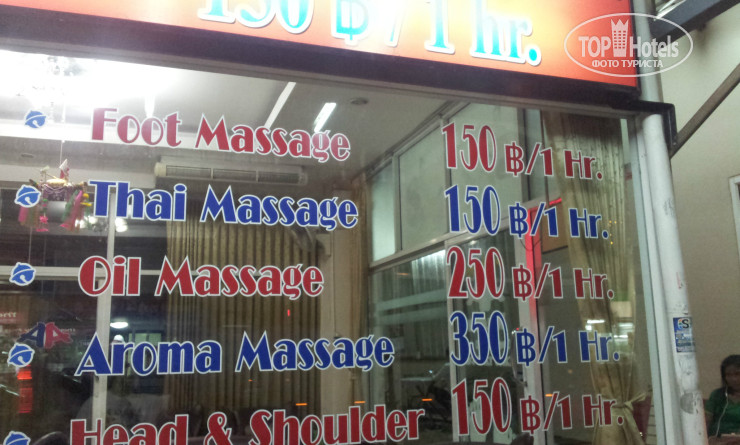 150 ฿/1 hr.
TOP Hotels
ФОТО ТУРИСТА
Foot Massage 150 ฿/1 Hr.
Thai Massage 150 ฿/1 Hr.
Oil Massage 250 ฿/1 Hr.
Aroma Massage 350 ฿/1 Hr.
Head & Shoulder 150 ฿/1 Hr.